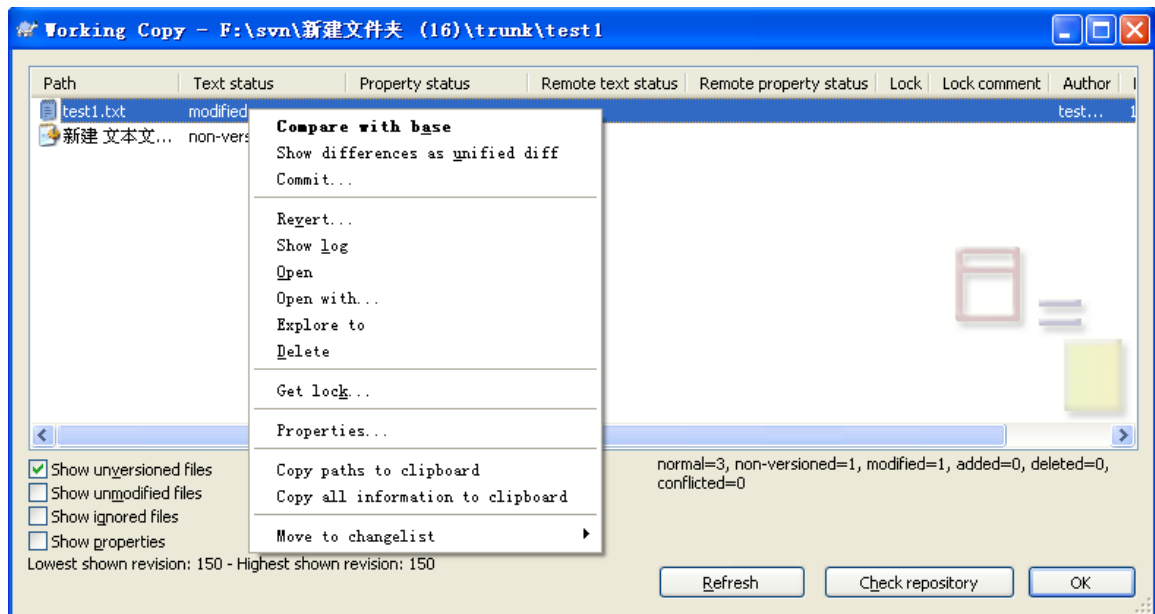 Working Copy - F:\svn\新建文件夹 (16)\trunk\test1
Path Text status Property status Remote text status Remote property status Lock Lock comment Author
test1.txt modified test... 1
新建 文本文... non-vers
Compare with base
Show differences as unified diff
Commit...
Revert...
Show log
Open
Open with...
Explore to
Delete
Get lock...
Properties...
Copy paths to clipboard
Copy all information to clipboard
Move to changelist
Show unversioned files
Show unmodified files
Show ignored files
Show properties
normal=3, non-versioned=1, modified=1, added=0, deleted=0,
conflicted=0
Lowest shown revision: 150 - Highest shown revision: 150
Refresh Check repository OK